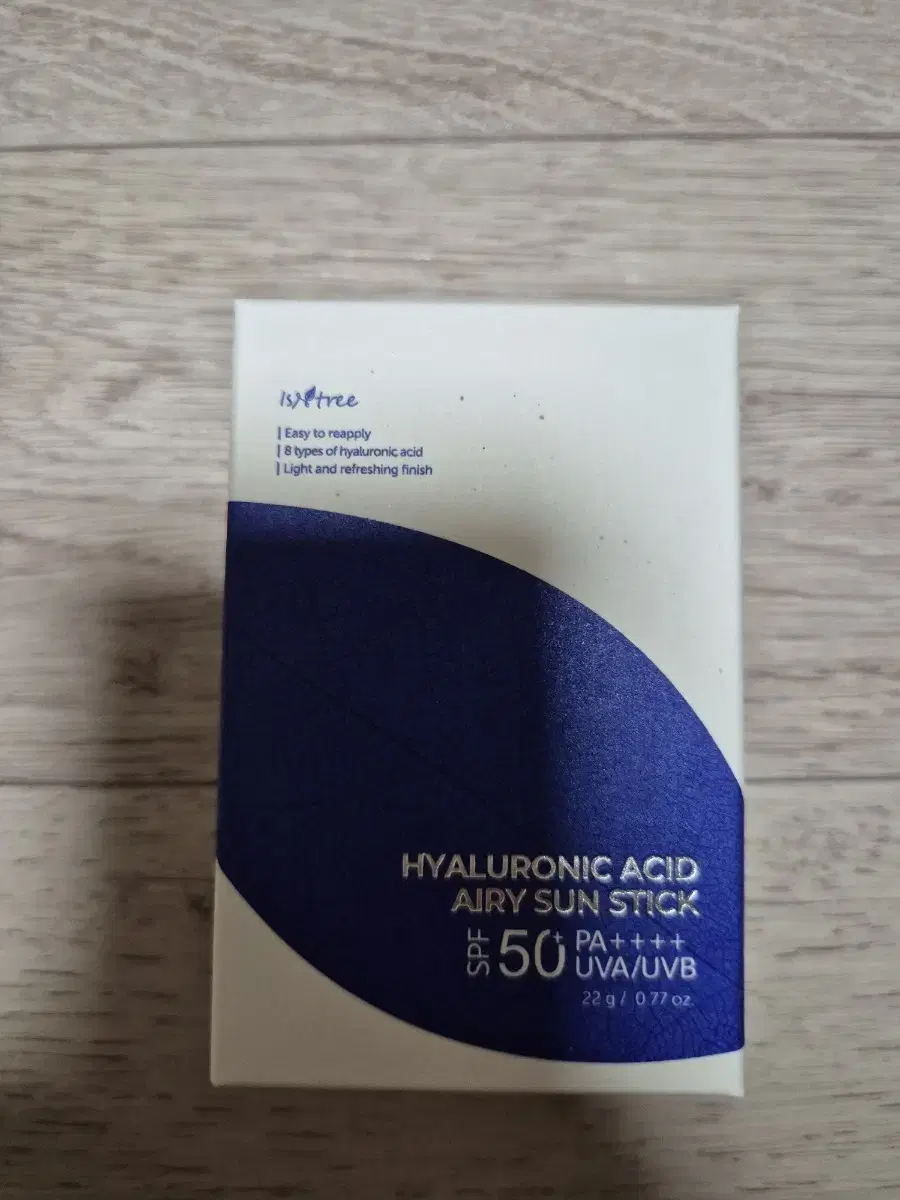 Isntree
| Easy to reapply
| 8 types of hyaluronic acid
| Light and refreshing finish
HYALURONIC ACID
AIRY SUN STICK
SPF 50+ PA++++
UVA/UVB
22 g / 0.77 oz.